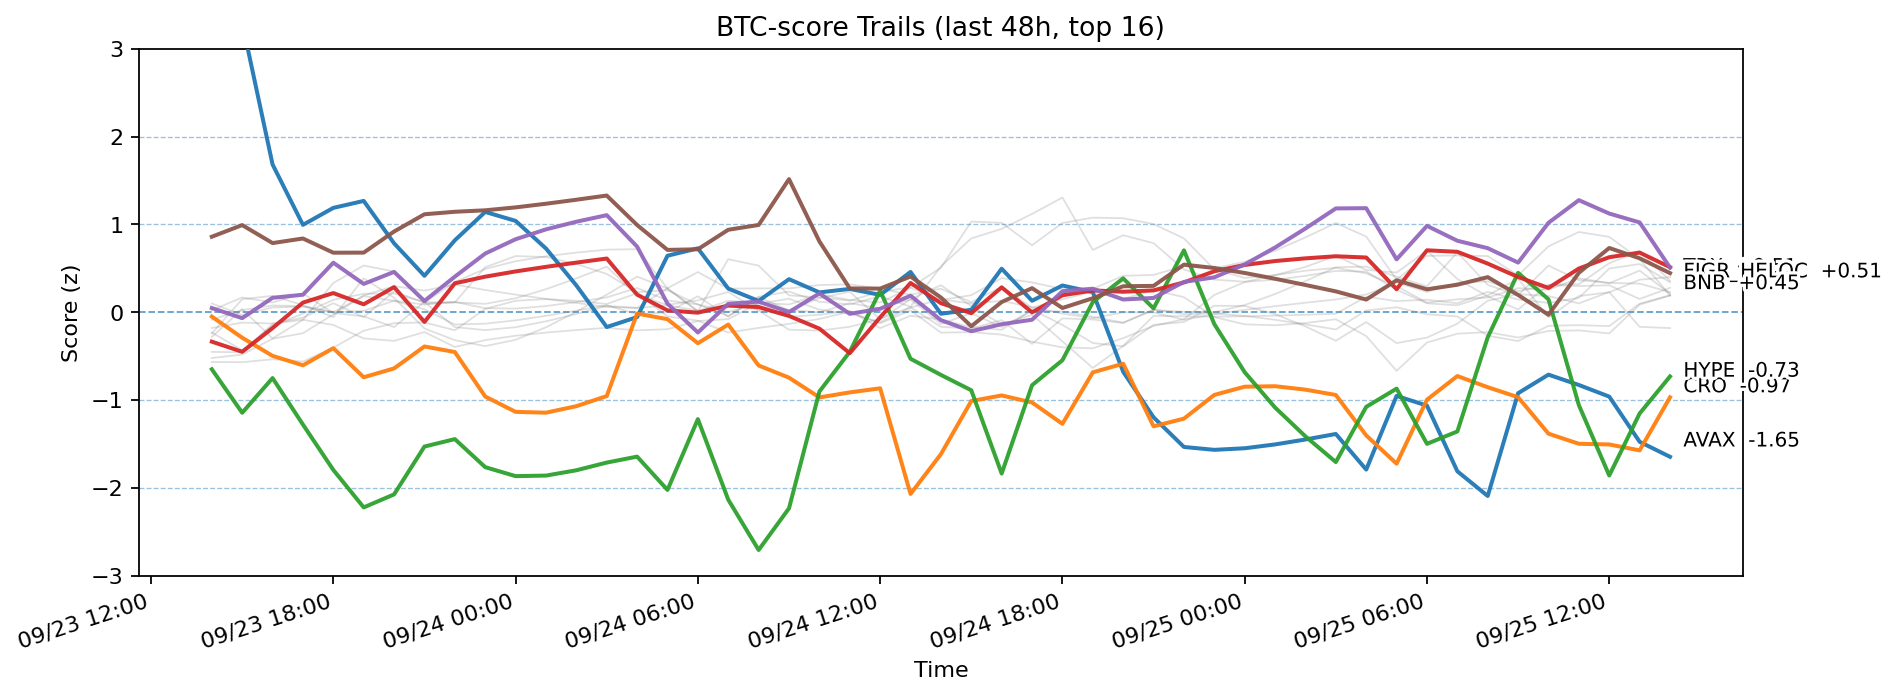 BTC-score Trails (last 48h, top 16)
Score (z)
3
2
1
0
−1
−2
−3
FIGR_HELOC +0.51
BNB +0.45
HYPE -0.73
CRO -0.97
AVAX -1.65
09/23 12:00
09/23 18:00
09/24 00:00
09/24 06:00
09/24 12:00
09/24 18:00
09/25 00:00
09/25 06:00
09/25 12:00
Time